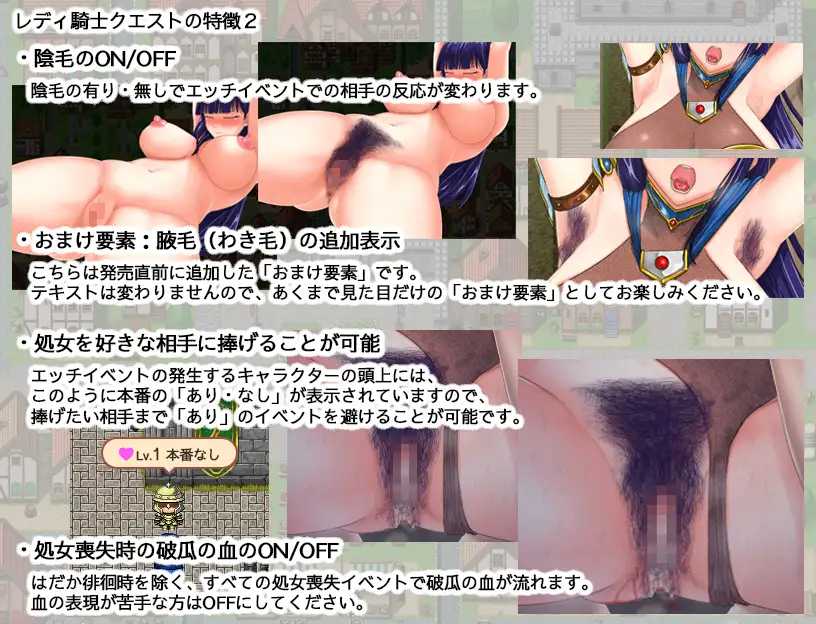 レディ騎士クエストの特徴２
・陰毛のON/OFF
陰毛の有り・無しでエッチイベントでの相手の反応が変わります。
・おまけ要素：腋毛（わき毛）の追加表示
こちらは発売直前に追加した「おまけ要素」です。
テキストは変わりませんので、あくまで見た目だけの「おまけ要素」としてお楽しみください。
・処女を好きな相手に捧げることが可能
エッチイベントの発生するキャラクターの頭上には、
このように本番の「あり・なし」が表示されていますので、
捧げたい相手まで「あり」のイベントを避けることが可能です。
Lv.1 本番なし
・処女喪失時の破瓜の血のON/OFF
はだか徘徊時を除く、すべての処女喪失イベントで破瓜の血が流れます。
血の表現が苦手な方はOFFにしてください。